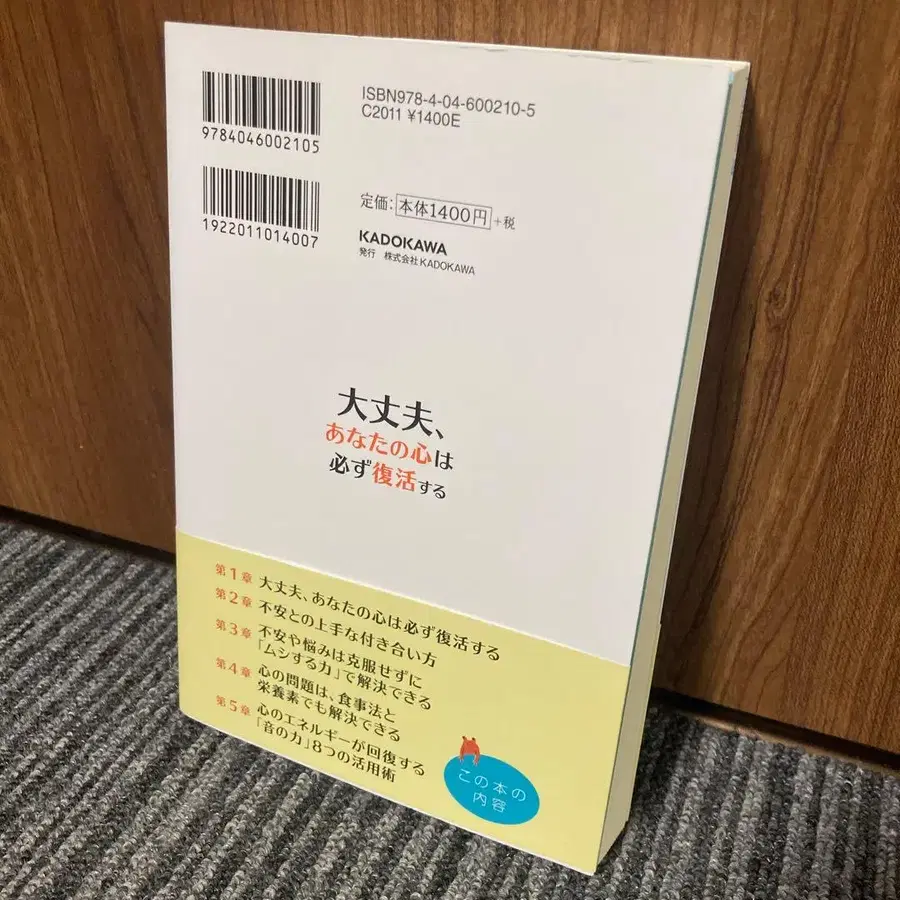 9784046002105
ISBN978-4-04-600210-5
C2011 ¥1400E
1922011014007
定価:本体1400円+税
KADOKAWA
発行 株式会社KADOKAWA
大丈夫、
あなたの心は
必ず復活する
第1章 大丈夫、あなたの心は必ず復活する
第2章 不安との上手な付き合い方
第3章 不安や悩みは克服せずに
「ムシする力」で解決できる
第4章 心の問題は、食事法と
栄養素でも解決できる
第5章 心のエネルギーが回復する
「音の力」8つの活用術
この本の
内容